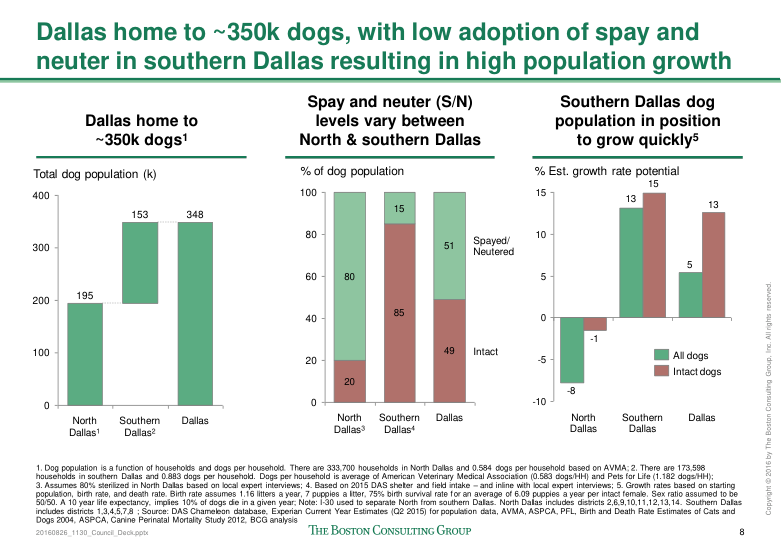 Dallas home to ~350k dogs, with low adoption of spay and
neuter in southern Dallas resulting in high population growth
Dallas home to
~350k dogs¹
Total dog population (k)
400
300
200
100
0
195
153
348
North
Dallas¹
Southern
Dallas²
Dallas
Spay and neuter (S/N)
levels vary between
North & southern Dallas
% of dog population
100
80
60
40
20
0
80
20
15
85
51
49
Spayed/
Neutered
Intact
North
Dallas³
Southern
Dallas⁴
Dallas
Southern Dallas dog
population in position
to grow quickly⁵
% Est. growth rate potential
15
10
5
0
-5
-10
-8
-1
13
15
5
13
All dogs
Intact dogs
North
Dallas
Southern
Dallas
Dallas
1. Dog population is a function of households and dogs per household. There are 333,700 households in North Dallas and 0.584 dogs per household based on AVMA; 2. There are 173,598
households in southern Dallas and 0.883 dogs per household. Dogs per household is average of American Veterinary Medical Association (0.583 dogs/HH) and Pets for Life (1.182 dogs/HH);
3. Assumes 80% sterilized in North Dallas based on local expert interviews; 4. Based on 2015 DAS shelter and field intake – and inline with local expert interviews; 5. Growth rates based on starting
population, birth rate, and death rate. Birth rate assumes 1.16 litters a year, 7 puppies a litter, 75% birth survival rate for an average of 6.09 puppies a year per intact female. Sex ratio assumed to be
50/50. A 10 year life expectancy, implies 10% of dogs die in a given year; Note: I-30 used to separate North from southern Dallas. North Dallas includes districts 2,6,9,10,11,12,13,14. Southern Dallas
includes districts 1,3,4,5,7,8 ; Source: DAS Chameleon database, Experian Current Year Estimates (Q2 2015) for population data, AVMA, ASPCA, PFL, Birth and Death Rate Estimates of Cats and
Dogs 2004, ASPCA, Canine Perinatal Mortality Study 2012, BCG analysis
20160826_1130_Council_Deck.pptx
THE BOSTON CONSULTING GROUP
8
Copyright © 2016 by The Boston Consulting Group, Inc. All rights reserved.